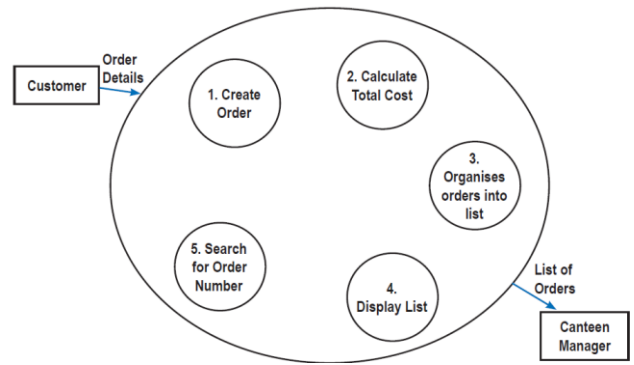 Order
Details
Customer
1. Create
Order
2. Calculate
Total Cost
3.
Organises
orders into
list
5. Search
for Order
Number
4.
Display List
List of
Orders
Canteen
Manager